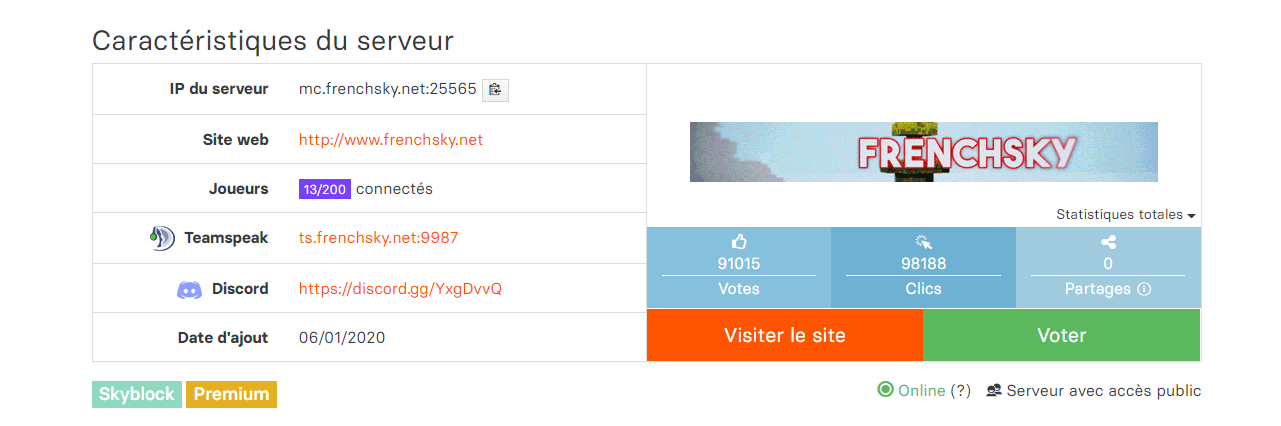 Caractéristiques du serveur
IP du serveur mc.frenchsky.net:25565
Site web http://www.frenchsky.net
Joueurs 13/200 connectés
Teamspeak ts.frenchsky.net:9987
Discord https://discord.gg/YxgDvvQ
Date d'ajout 06/01/2020
FRENCHSKY
Statistiques totales
91015 98188 0
Votes Clics Partages
Visiter le site Voter
Skyblock Premium Online (?) Serveur avec accès public